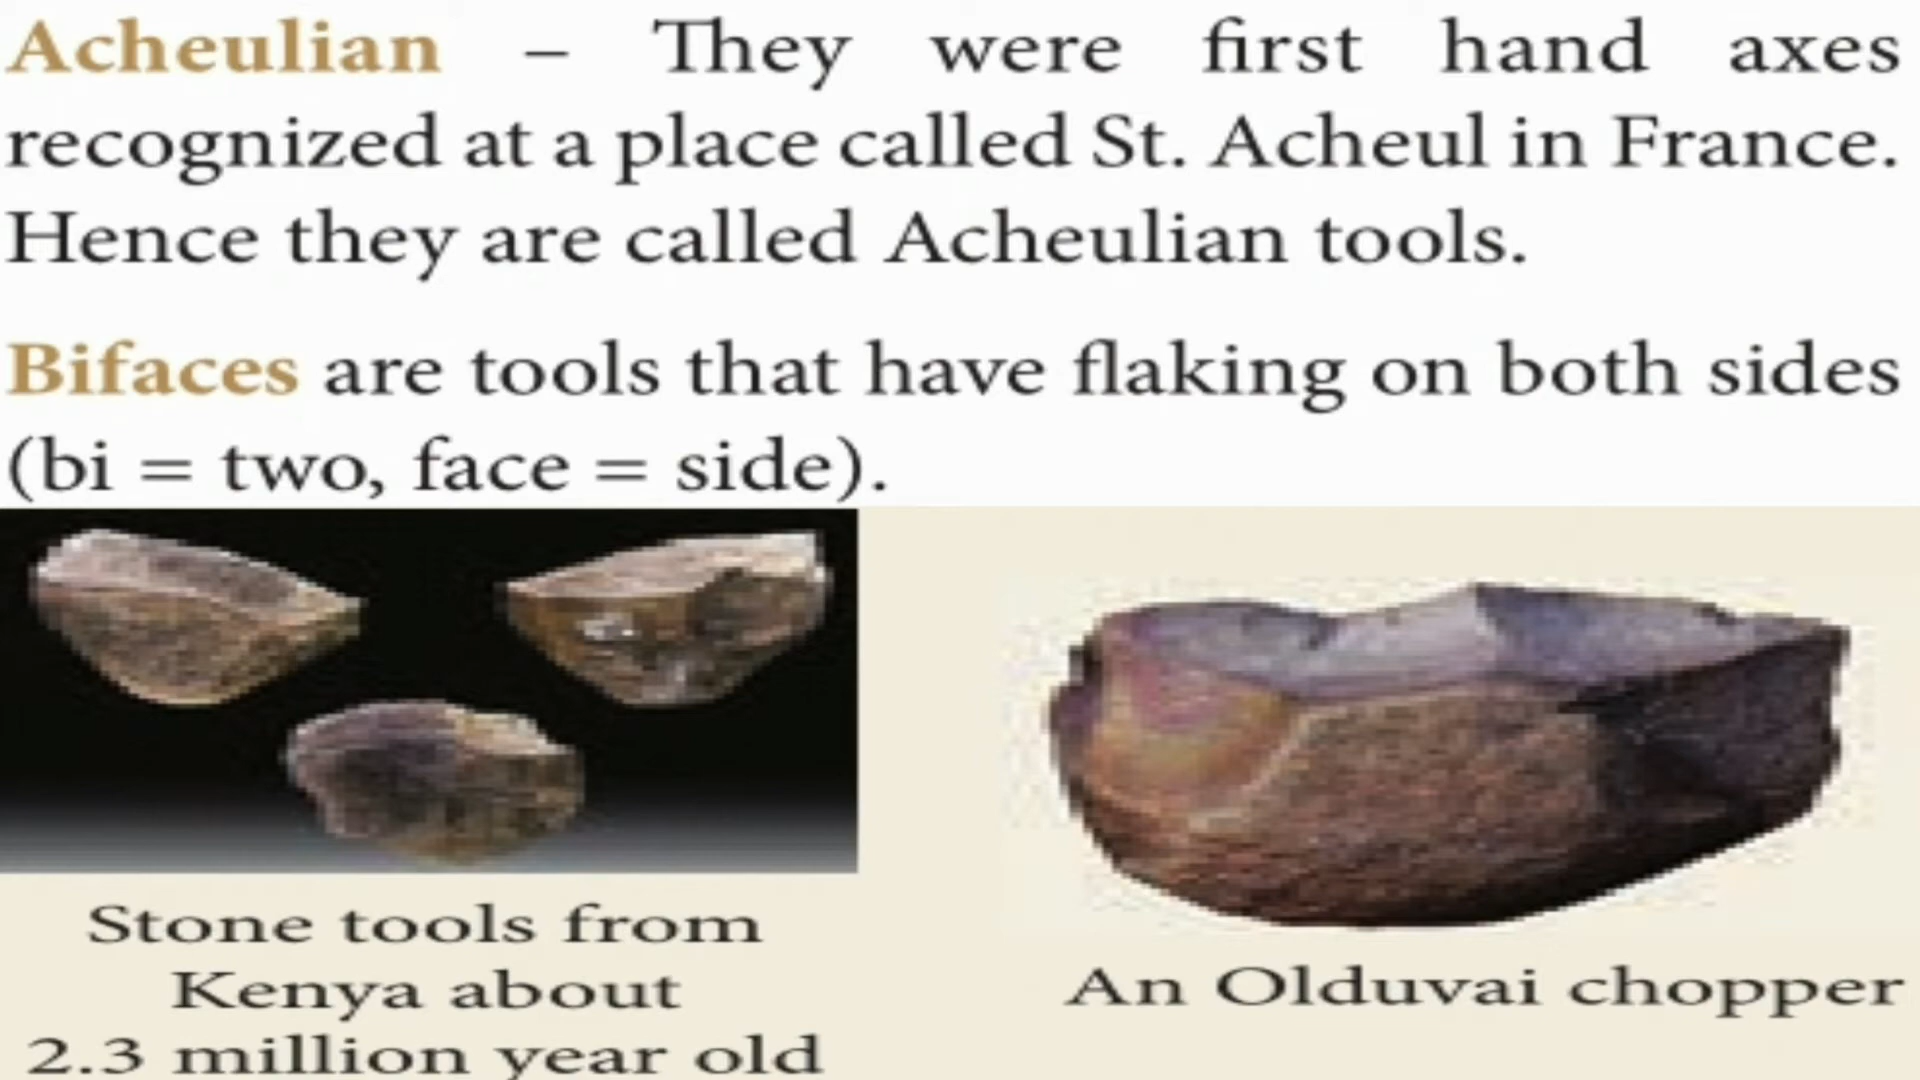 Acheulian – They were first hand axes
recognized at a place called St. Acheul in France.
Hence they are called Acheulian tools.
Bifaces are tools that have flaking on both sides
(bi = two, face = side).
Stone tools from
Kenya about
2.3 million year old
An Olduvai chopper